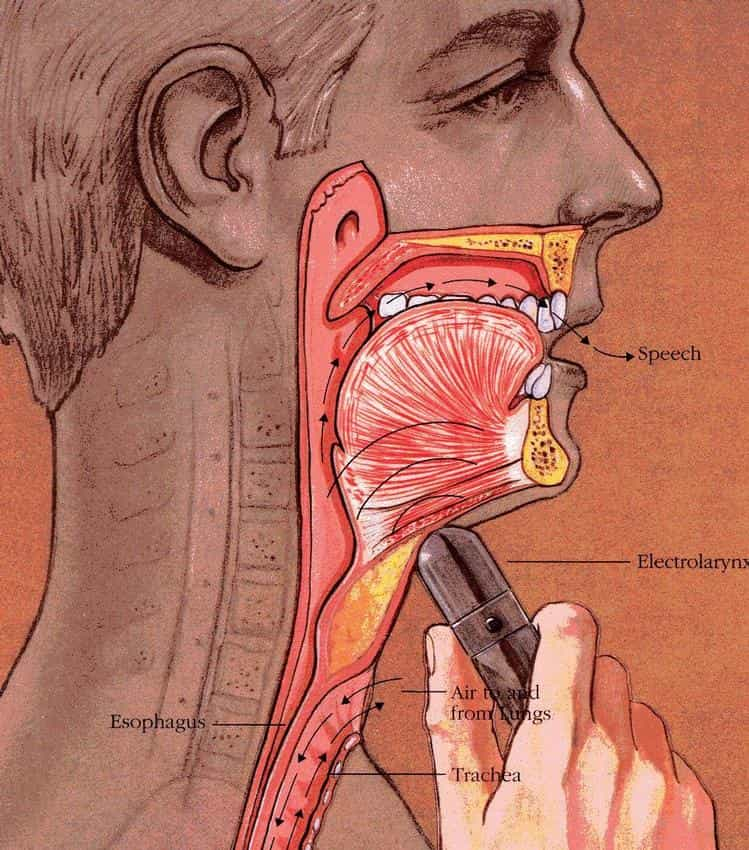 Speech
Electrolarynx
Air to and
from Lungs
Esophagus
Trachea